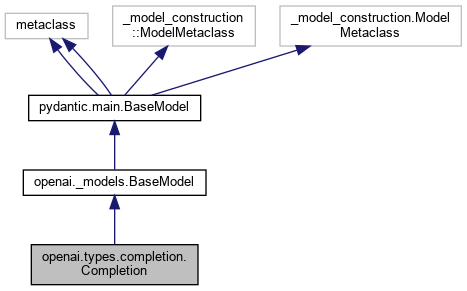 metaclass
_model_construction
::ModelMetaclass
_model_construction.Model
Metaclass
pydantic.main.BaseModel
openai._models.BaseModel
openai.types.completion.
Completion